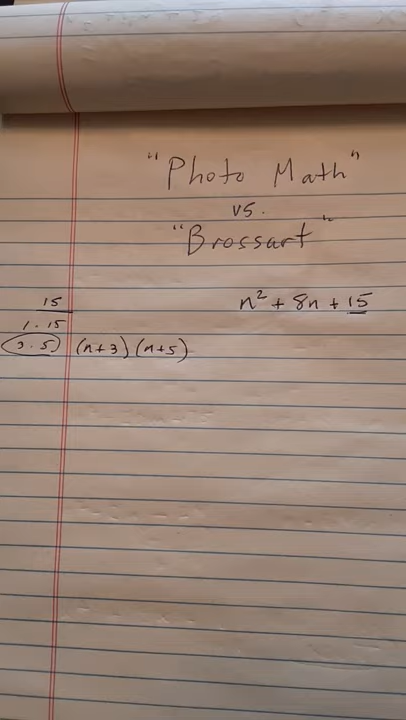 "Photo Math"
vs.
"Brossart"
n² + 8n + 15
15
1 · 15
3 · 5 (n+3)(n+5)